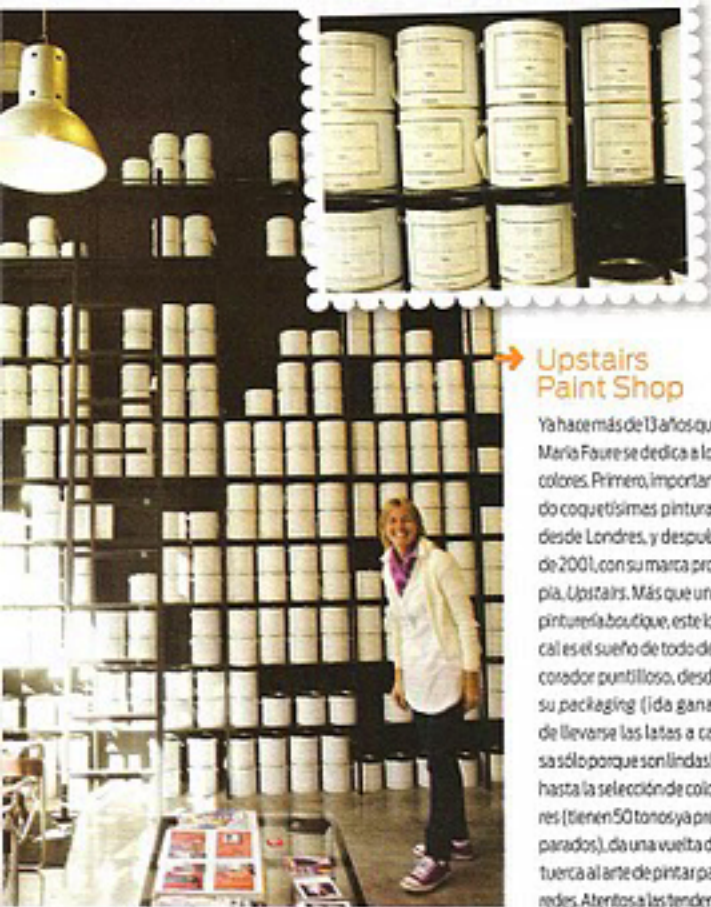 Upstairs
Paint Shop
Ya hace más de 13 años qu
Maria Faure se dedica a lo
colores. Primero, importan
do coquetísimas pintura
desde Londres, y despué
de 2001, con su marca pro
pia, Upstairs. Más que un
pinturería boutique, este lo
cal es el sueño de todo de
corador puntilloso, desd
su packaging (¡da gana
de llevarse las latas a ca
sa sólo porque son lindas!
hasta la selección de colo
res (tienen 50 tonos ya pre
parados), da una vuelta d
tuerca al arte de pintar pa
redes. Atentos a las tender